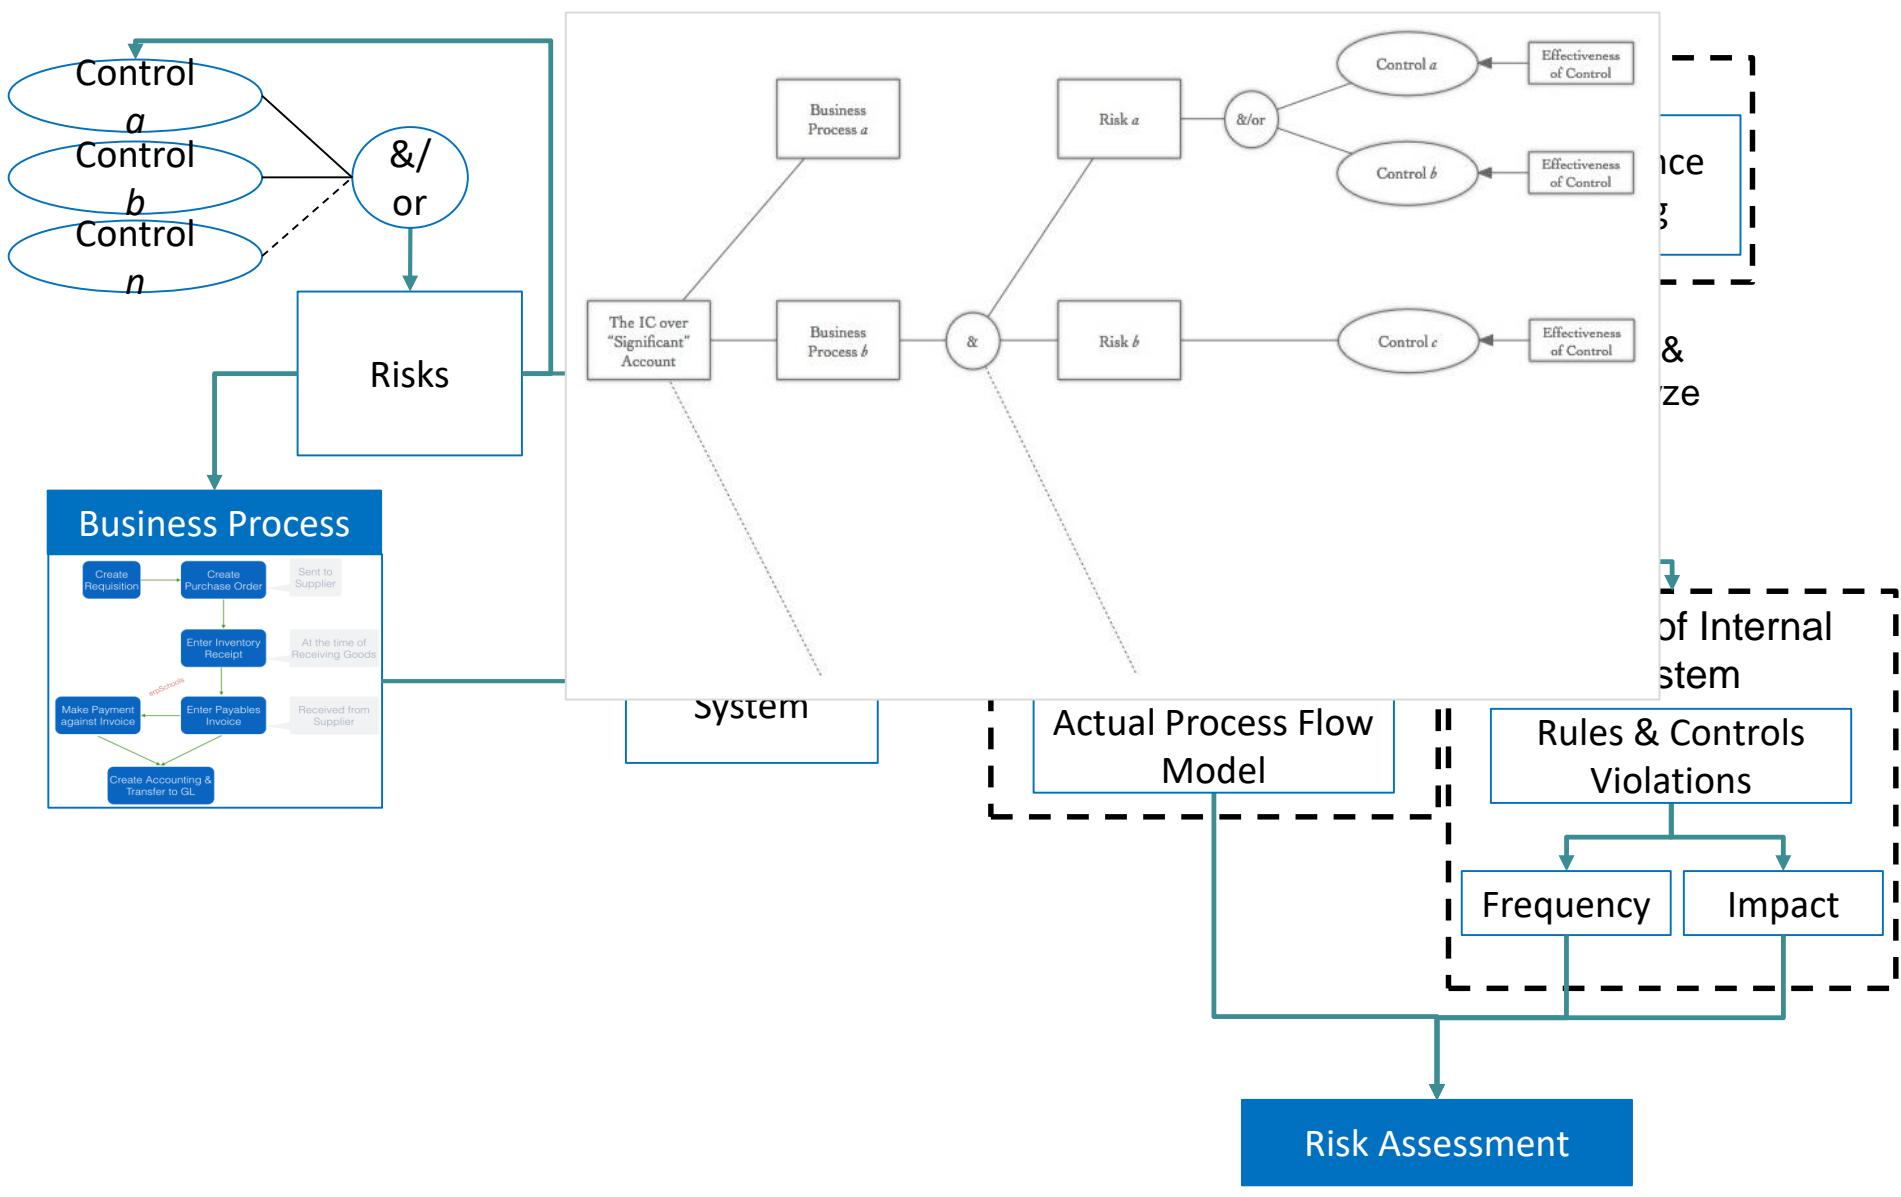 Control
a
Control
b
Control
n
&/
or
Risks
Business Process
Create
Requisition
Create
Purchase Order
Sent to
Supplier
Enter Inventory
Receipt
At the time of
Receiving Goods
erpSchools
Make Payment
against Invoice
Enter Payables
Invoice
Received from
Supplier
Create Accounting &
Transfer to GL
Business
Process a
Risk a
&/or
Control a
Effectiveness
of Control
Control b
Effectiveness
of Control
The IC over
"Significant"
Account
Business
Process b
&
Risk b
Control c
Effectiveness
of Control
&
System
Actual Process Flow
Model
of Internal
Rules & Controls
Violations
Frequency
Impact
Risk Assessment